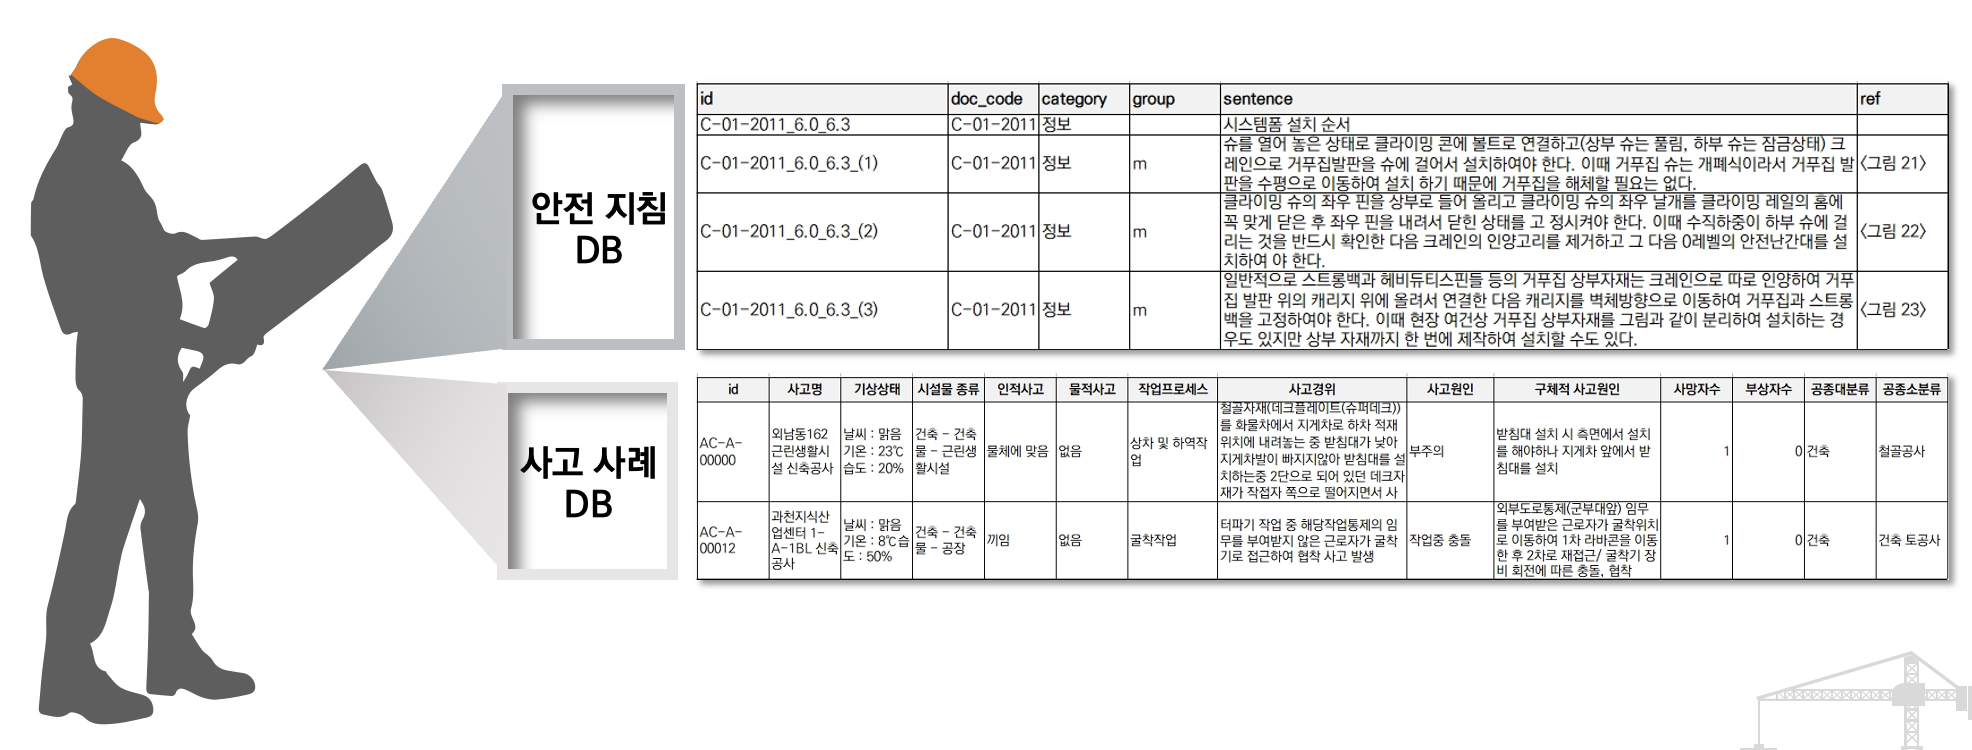 안전 지침
DB
id doc_code category group sentence ref
C-01-2011_6.0_6.3 C-01-2011 정보 시스템폼 설치 순서
C-01-2011_6.0_6.3_(1) C-01-2011 정보 m
슈를 열어 놓은 상태로 클라이밍 콘에 볼트로 연결하고(상부 슈는 풀림, 하부 슈는 잠금상태) 크
레인으로 거푸집발판을 슈에 걸어서 설치하여야 한다. 이때 거푸집 슈는 개폐식이라서 거푸집 발
판을 수평으로 이동하여 설치 하기 때문에 거푸집을 해체할 필요는 없다.
<그림 21>
C-01-2011_6.0_6.3_(2) C-01-2011 정보 m
클라이밍 슈의 좌우 핀을 상부로 들어 올리고 클라이밍 슈의 좌우 날개를 클라이밍 레일의 홈에
꼭 맞게 닫은 후 좌우 핀을 내려서 닫힌 상태를 고 정시켜야 한다. 이때 수직하중이 하부 슈에 걸
리는 것을 반드시 확인한 다음 크레인의 인양고리를 제거하고 그 다음 0레벨의 안전난간대를 설
치하여 야 한다.
<그림 22>
C-01-2011_6.0_6.3_(3) C-01-2011 정보 m
일반적으로 스트롱백과 헤비듀티스핀들 등의 거푸집 상부자재는 크레인으로 따로 인양하여 거푸
집 발판 위의 캐리지 위에 올려서 연결한 다음 캐리지를 벽체방향으로 이동하여 거푸집과 스트롱
백을 고정하여야 한다. 이때 현장 여건상 거푸집 상부자재를 그림과 같이 분리하여 설치하는 경
우도 있지만 상부 자재까지 한 번에 제작하여 설치할 수도 있다.
<그림 23>
사고 사례
DB
id 사고명 기상상태 시설물 종류 인적사고 물적사고 작업프로세스 사고경위 사고원인 구체적 사고원인 사망자수 부상자수 공종대분류 공종소분류
AC-A-
00000
외남동162
근린생활시
설 신축공사
날씨 : 맑음
기온 : 23℃
습도 : 20%
건축 - 건축
물 - 근린생
활시설
물체에 맞음
없음
상차 및 하역작
업
철골자재(데크플레이트(슈퍼데크))
를 화물차에서 지게차로 하차 적재
위치에 내려놓는 중 받침대가 낮아
지게차발이 빠지지않아 받침대를 설
치하는중 2단으로 되어 있던 데크자
재가 작접자 쪽으로 떨어지면서 사
부주의
받침대 설치 시 측면에서 설치
를 해야하나 지게차 앞에서 받
침대를 설치
1
0
건축
철골공사
AC-A-
00012
과천지식산
업센터 1-
A-1BL 신축
공사
날씨 : 맑음
기온 : 8℃습
도 : 50%
건축 - 건축
물 - 공장
끼임
없음
굴착작업
터파기 작업 중 해당작업통제의 임
무를 부여받지 않은 근로자가 굴착
기로 접근하여 협착 사고 발생
작업중 충돌
외부도로통제(군부대앞) 임무
를 부여받은 근로자가 굴착위치
로 이동하여 1차 라바콘을 이동
한 후 2차로 재접근/ 굴착기 장
비 회전에 따른 충돌, 협착
1
0
건축
건축 토공사